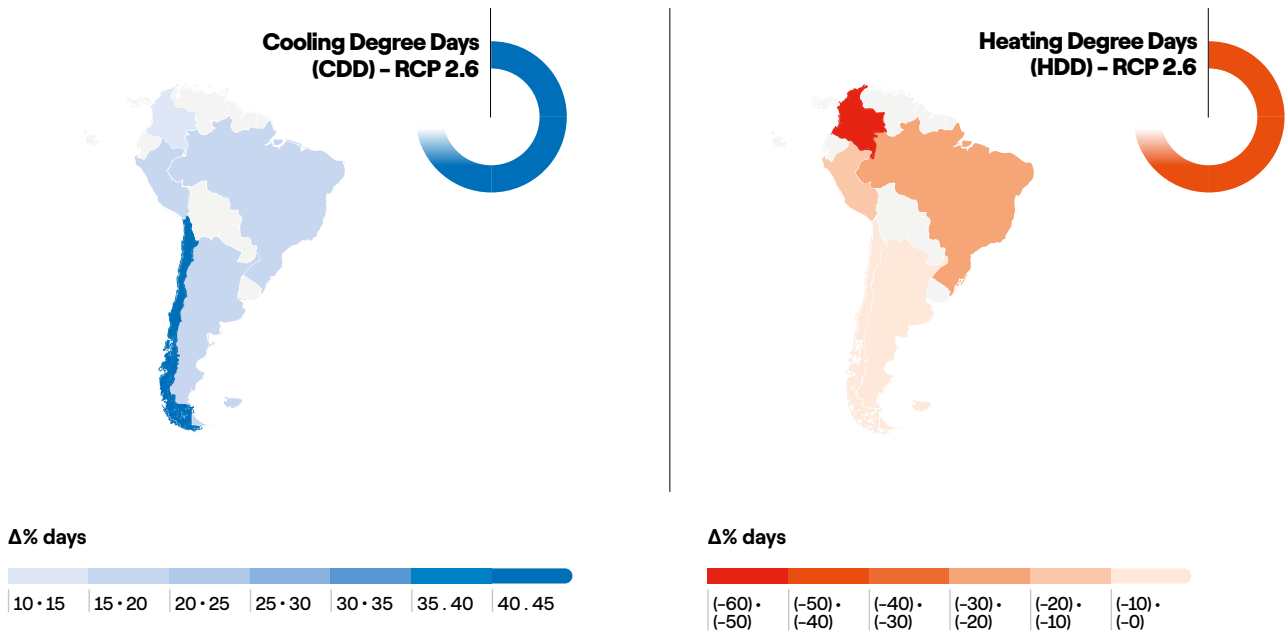 Cooling Degree Days
(CDD) – RCP 2.6
Heating Degree Days
(HDD) – RCP 2.6
Δ% days
10 • 15
15 • 20
20 • 25
25 • 30
30 • 35
35 . 40
40 . 45
Δ% days
(-60) •
(-50)
(-50) •
(-40)
(-40) •
(-30)
(-30) •
(-20)
(-20) •
(-10)
(-10) •
(-0)